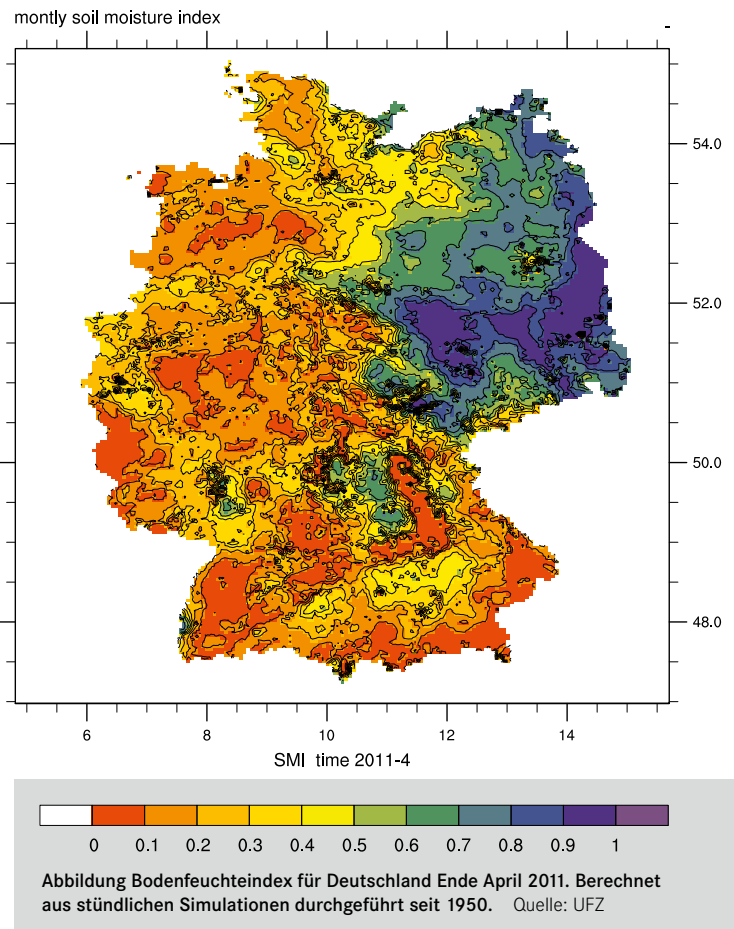 montly soil moisture index
54.0
52.0
50.0
48.0
6 8 10 12 14
SMI time 2011-4
0 0.1 0.2 0.3 0.4 0.5 0.6 0.7 0.8 0.9 1
Abbildung Bodenfeuchteindex für Deutschland Ende April 2011. Berechnet
aus stündlichen Simulationen durchgeführt seit 1950. Quelle: UFZ